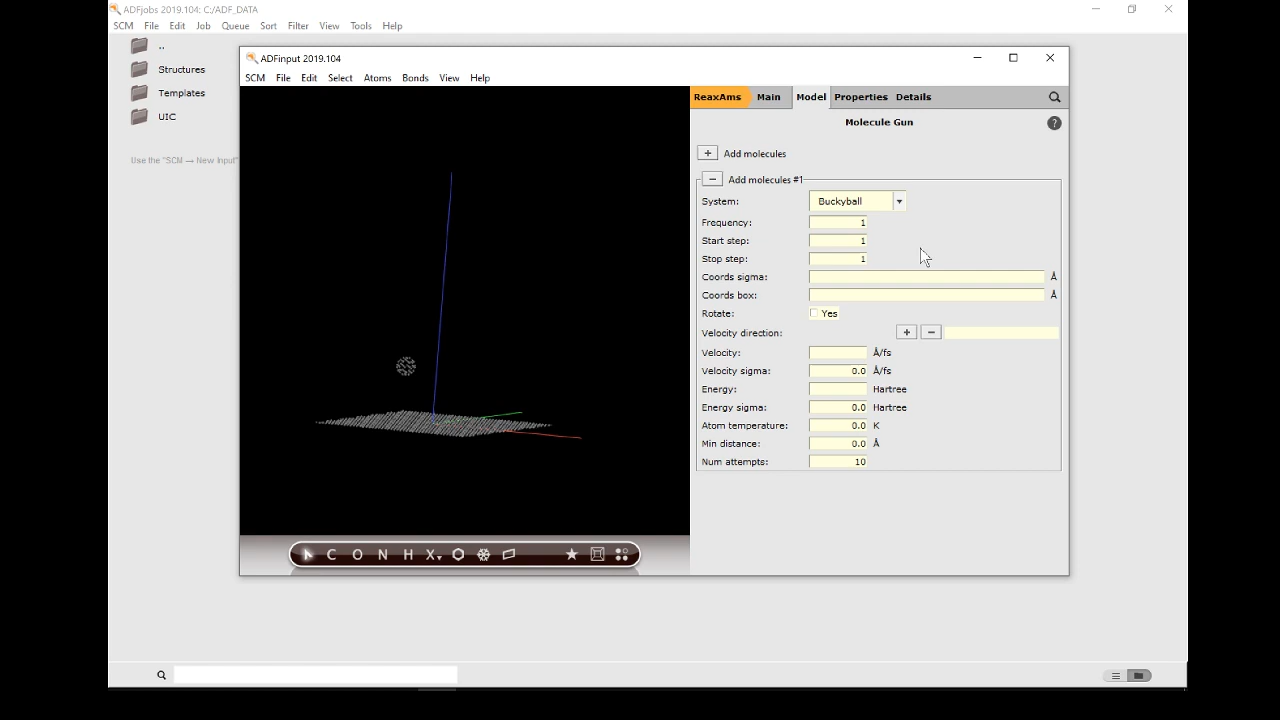 ADFjobs 2019.104: C:/ADF_DATA
SCM File Edit Job Queue Sort Filter View Tools Help
..
Structures
Templates
UIC
Use the "SCM → New Input"
ADFinput 2019.104
SCM File Edit Select Atoms Bonds View Help
ReaxAms Main Model Properties Details
Molecule Gun ?
+ Add molecules
− Add molecules #1
System: Buckyball
Frequency: 1
Start step: 1
Stop step: 1
Coords sigma: Å
Coords box: Å
Rotate: Yes
Velocity direction: + −
Velocity: Å/fs
Velocity sigma: 0.0 Å/fs
Energy: Hartree
Energy sigma: 0.0 Hartree
Atom temperature: 0.0 K
Min distance: 0.0 Å
Num attempts: 10
C O N H X